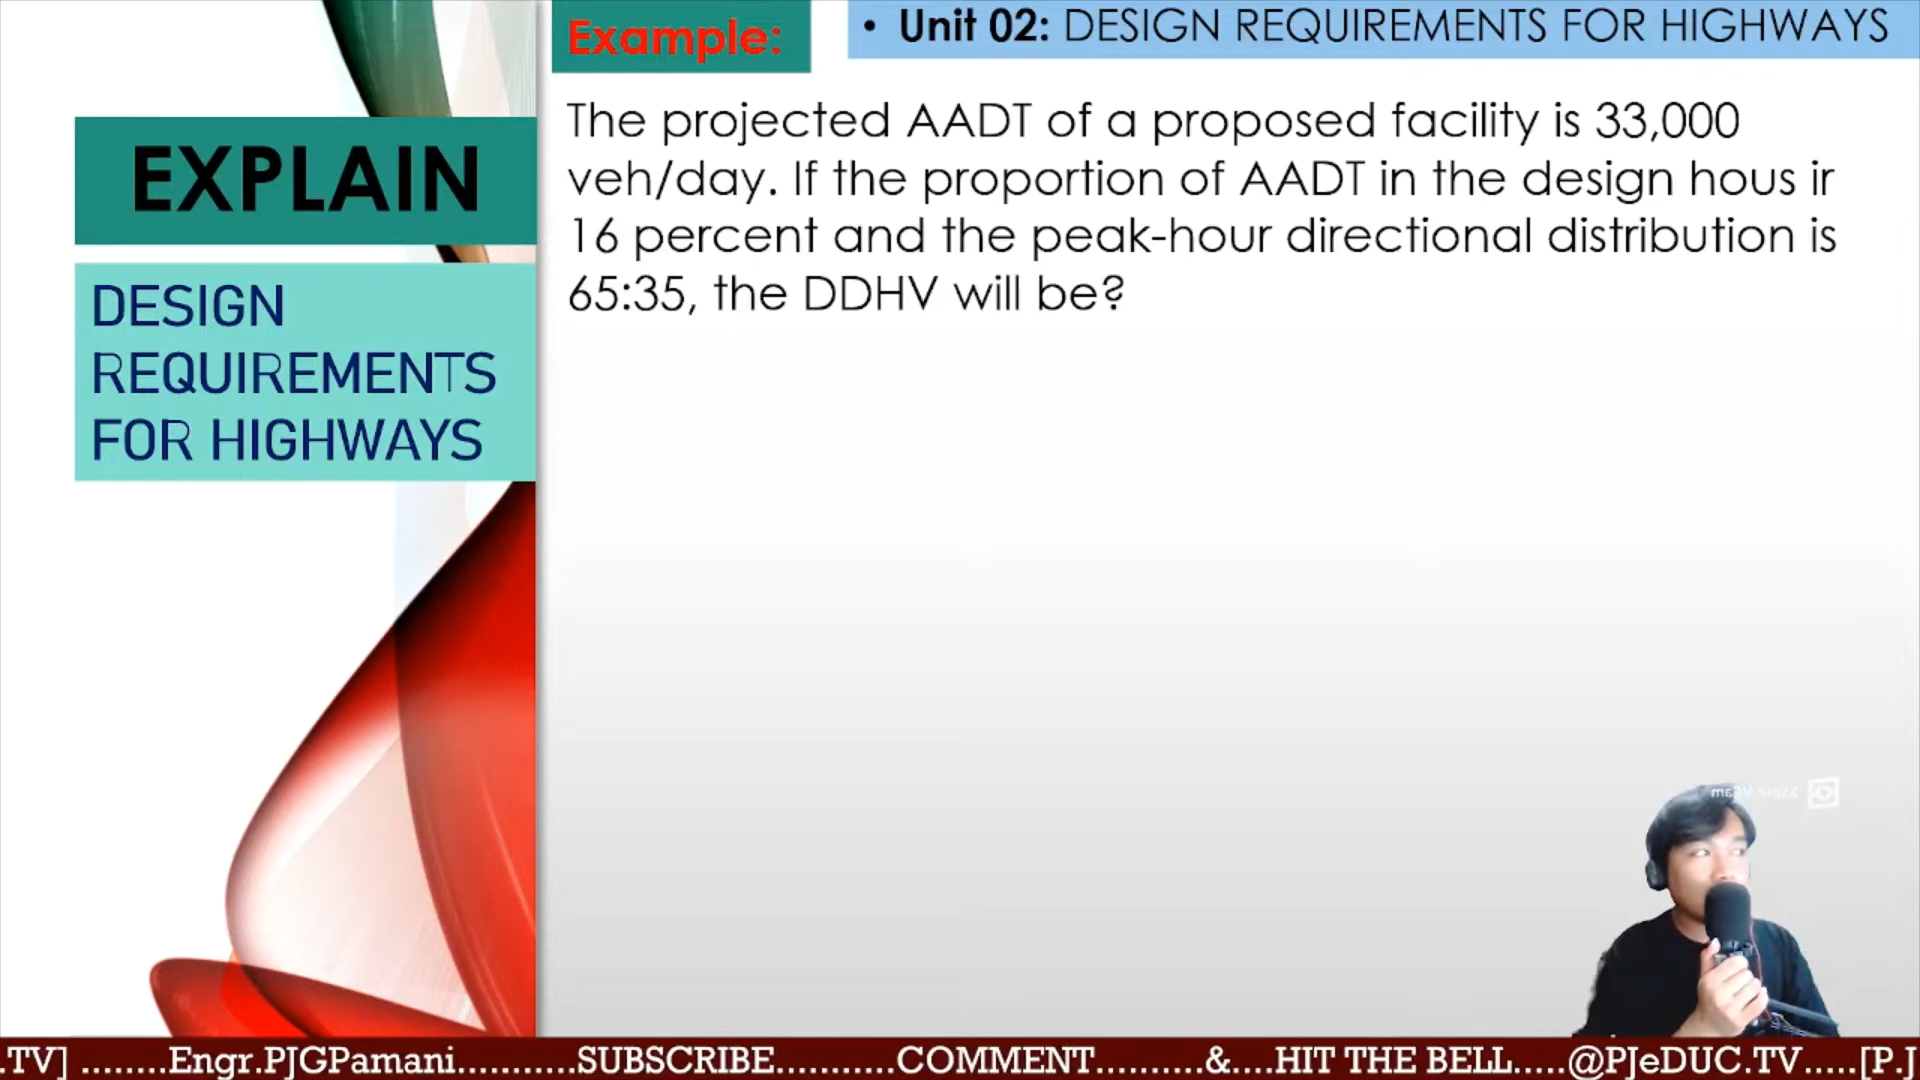 Example:
• Unit 02: DESIGN REQUIREMENTS FOR HIGHWAYS
EXPLAIN
DESIGN
REQUIREMENTS
FOR HIGHWAYS
The projected AADT of a proposed facility is 33,000
veh/day. If the proportion of AADT in the design hous ir
16 percent and the peak-hour directional distribution is
65:35, the DDHV will be?
.TV] ........Engr.PJGPamani...........SUBSCRIBE...........COMMENT..........&....HIT THE BELL.....@PJeDUC.TV.....[P.J